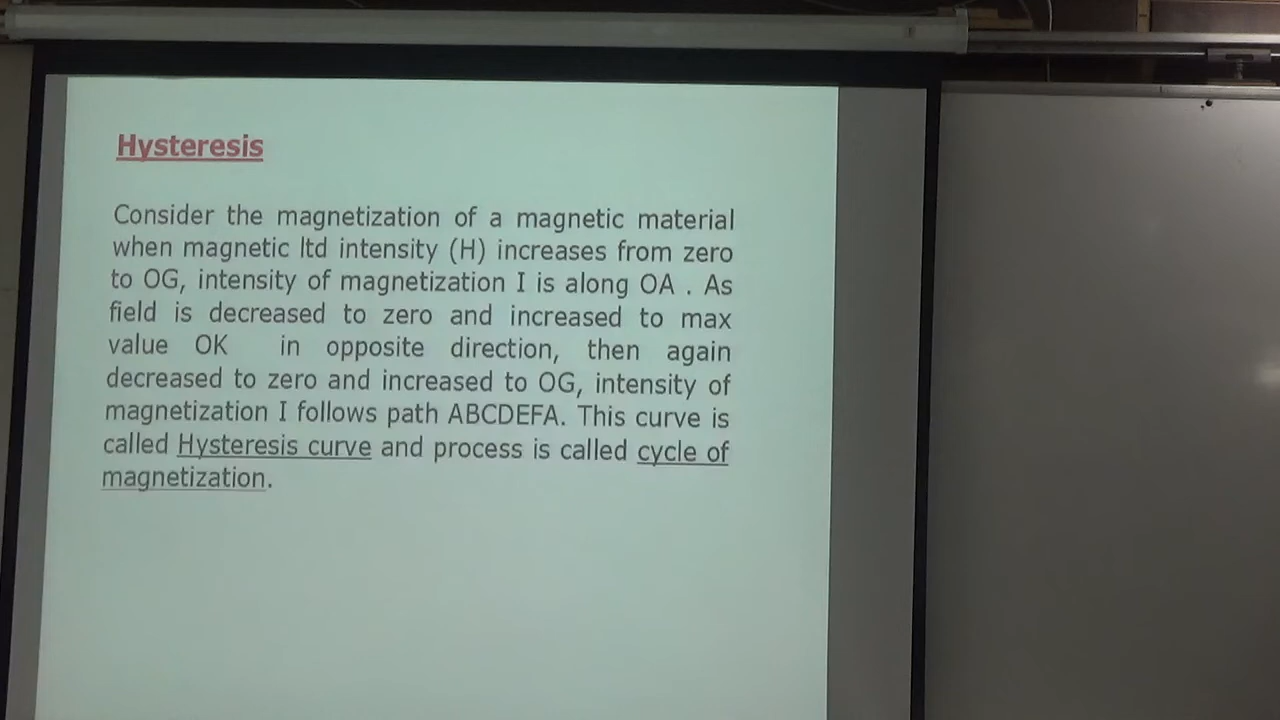 Hysteresis
Consider the magnetization of a magnetic material
when magnetic ltd intensity (H) increases from zero
to OG, intensity of magnetization I is along OA . As
field is decreased to zero and increased to max
value OK in opposite direction, then again
decreased to zero and increased to OG, intensity of
magnetization I follows path ABCDEFA. This curve is
called Hysteresis curve and process is called cycle of
magnetization.